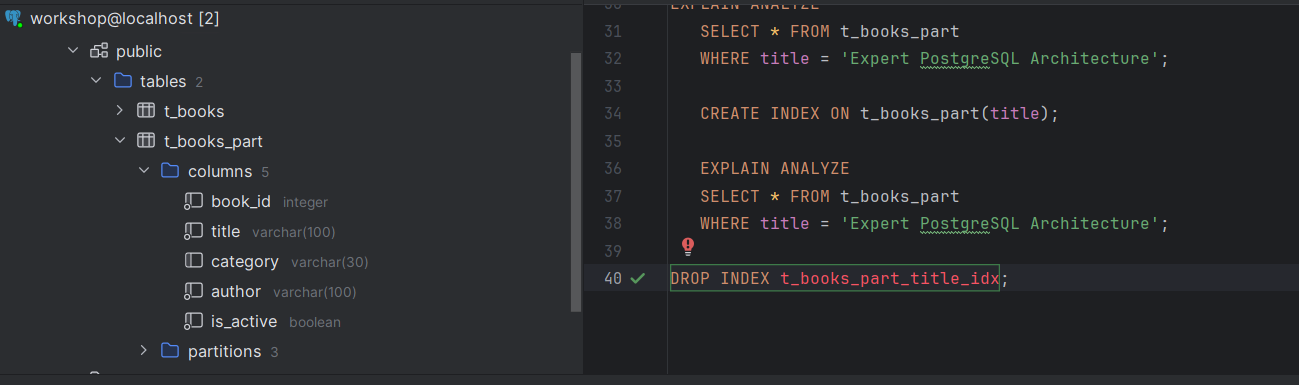 workshop@localhost [2]
public
tables 2
t_books
t_books_part
columns 5
book_id integer
title varchar(100)
category varchar(30)
author varchar(100)
is_active boolean
partitions 3
30 EXPLAIN ANALYZE
31 SELECT * FROM t_books_part
32 WHERE title = 'Expert PostgreSQL Architecture';
33
34 CREATE INDEX ON t_books_part(title);
35
36 EXPLAIN ANALYZE
37 SELECT * FROM t_books_part
38 WHERE title = 'Expert PostgreSQL Architecture';
39
40 DROP INDEX t_books_part_title_idx;